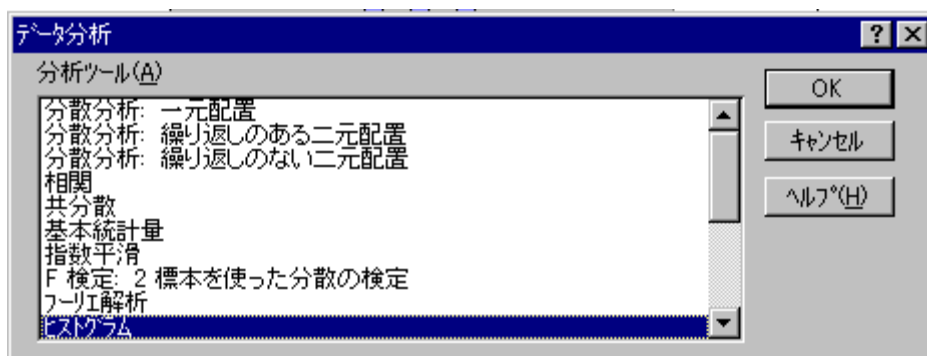 ﾃﾞｰﾀ分析
分析ツール(A)
OK
分散分析: 一元配置
分散分析: 繰り返しのある二元配置
キャンセル
分散分析: 繰り返しのない二元配置
相関
ﾍﾙﾌﾟ(H)
共分散
基本統計量
指数平滑
F 検定: 2 標本を使った分散の検定
ﾌｰﾘｴ解析
ﾋｽﾄｸﾞﾗﾑ